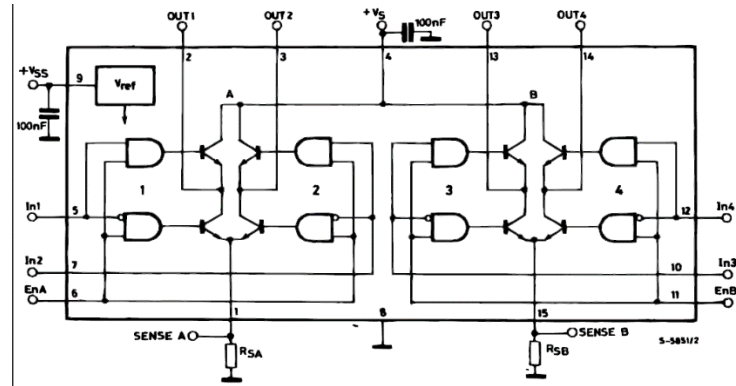 OUT1 OUT2 +VS 100nF OUT3 OUT4
2 3 4 13 14
+VSS 9 Vref
A B
100nF
1 2 3 4
In1 5 12 In4
In2 7 10 In3
EnA 6 11 EnB
1 8 15
SENSE A SENSE B S-5851/2
RSA RSB